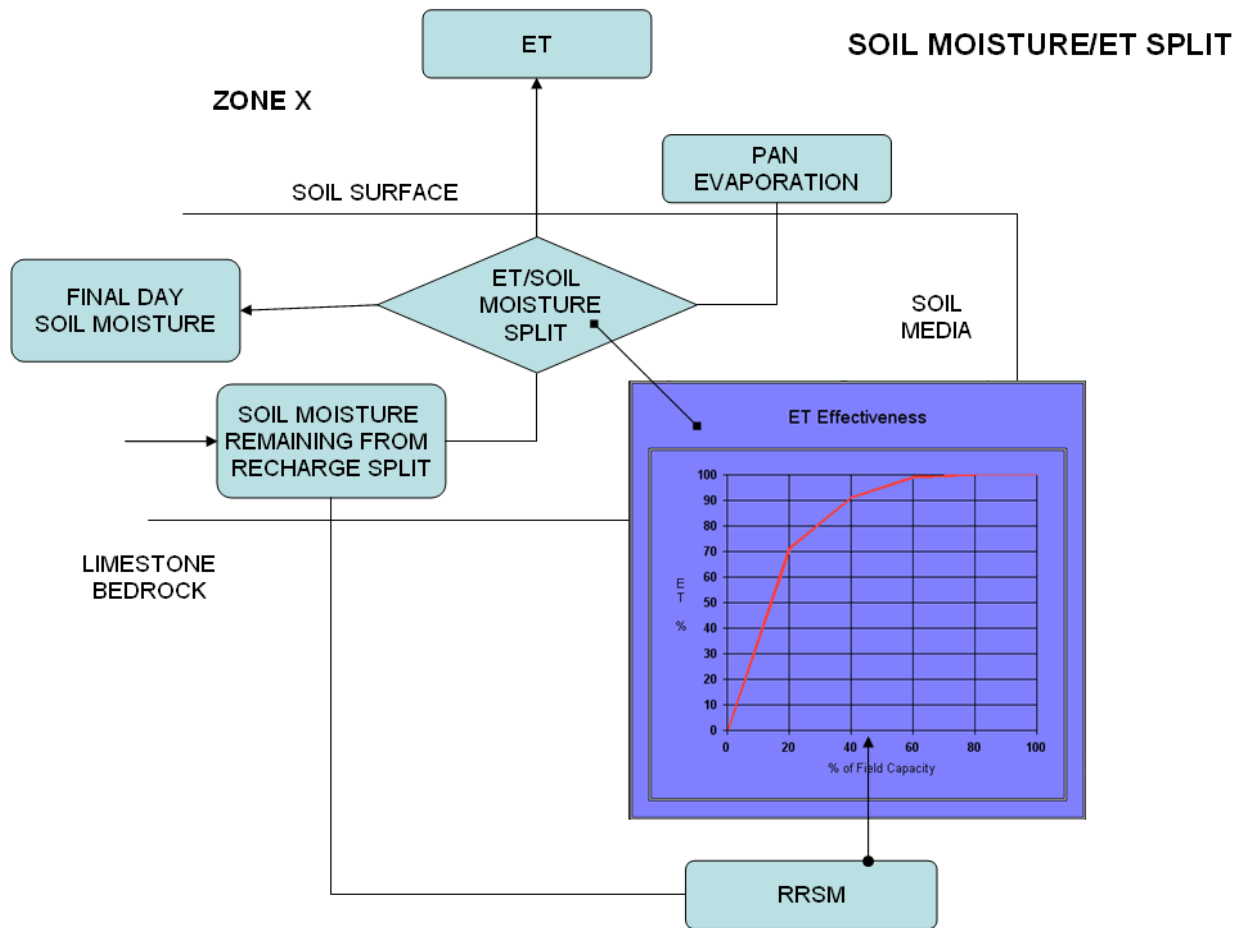 SOIL MOISTURE/ET SPLIT
ET
ZONE X
PAN
EVAPORATION
SOIL SURFACE
FINAL DAY
SOIL MOISTURE
ET/SOIL
MOISTURE
SPLIT
SOIL
MEDIA
SOIL MOISTURE
REMAINING FROM
RECHARGE SPLIT
LIMESTONE
BEDROCK
ET Effectiveness
100
90
80
70
60
50
40
30
20
10
0
ET %
0 20 40 60 80 100
% of Field Capacity
RRSM